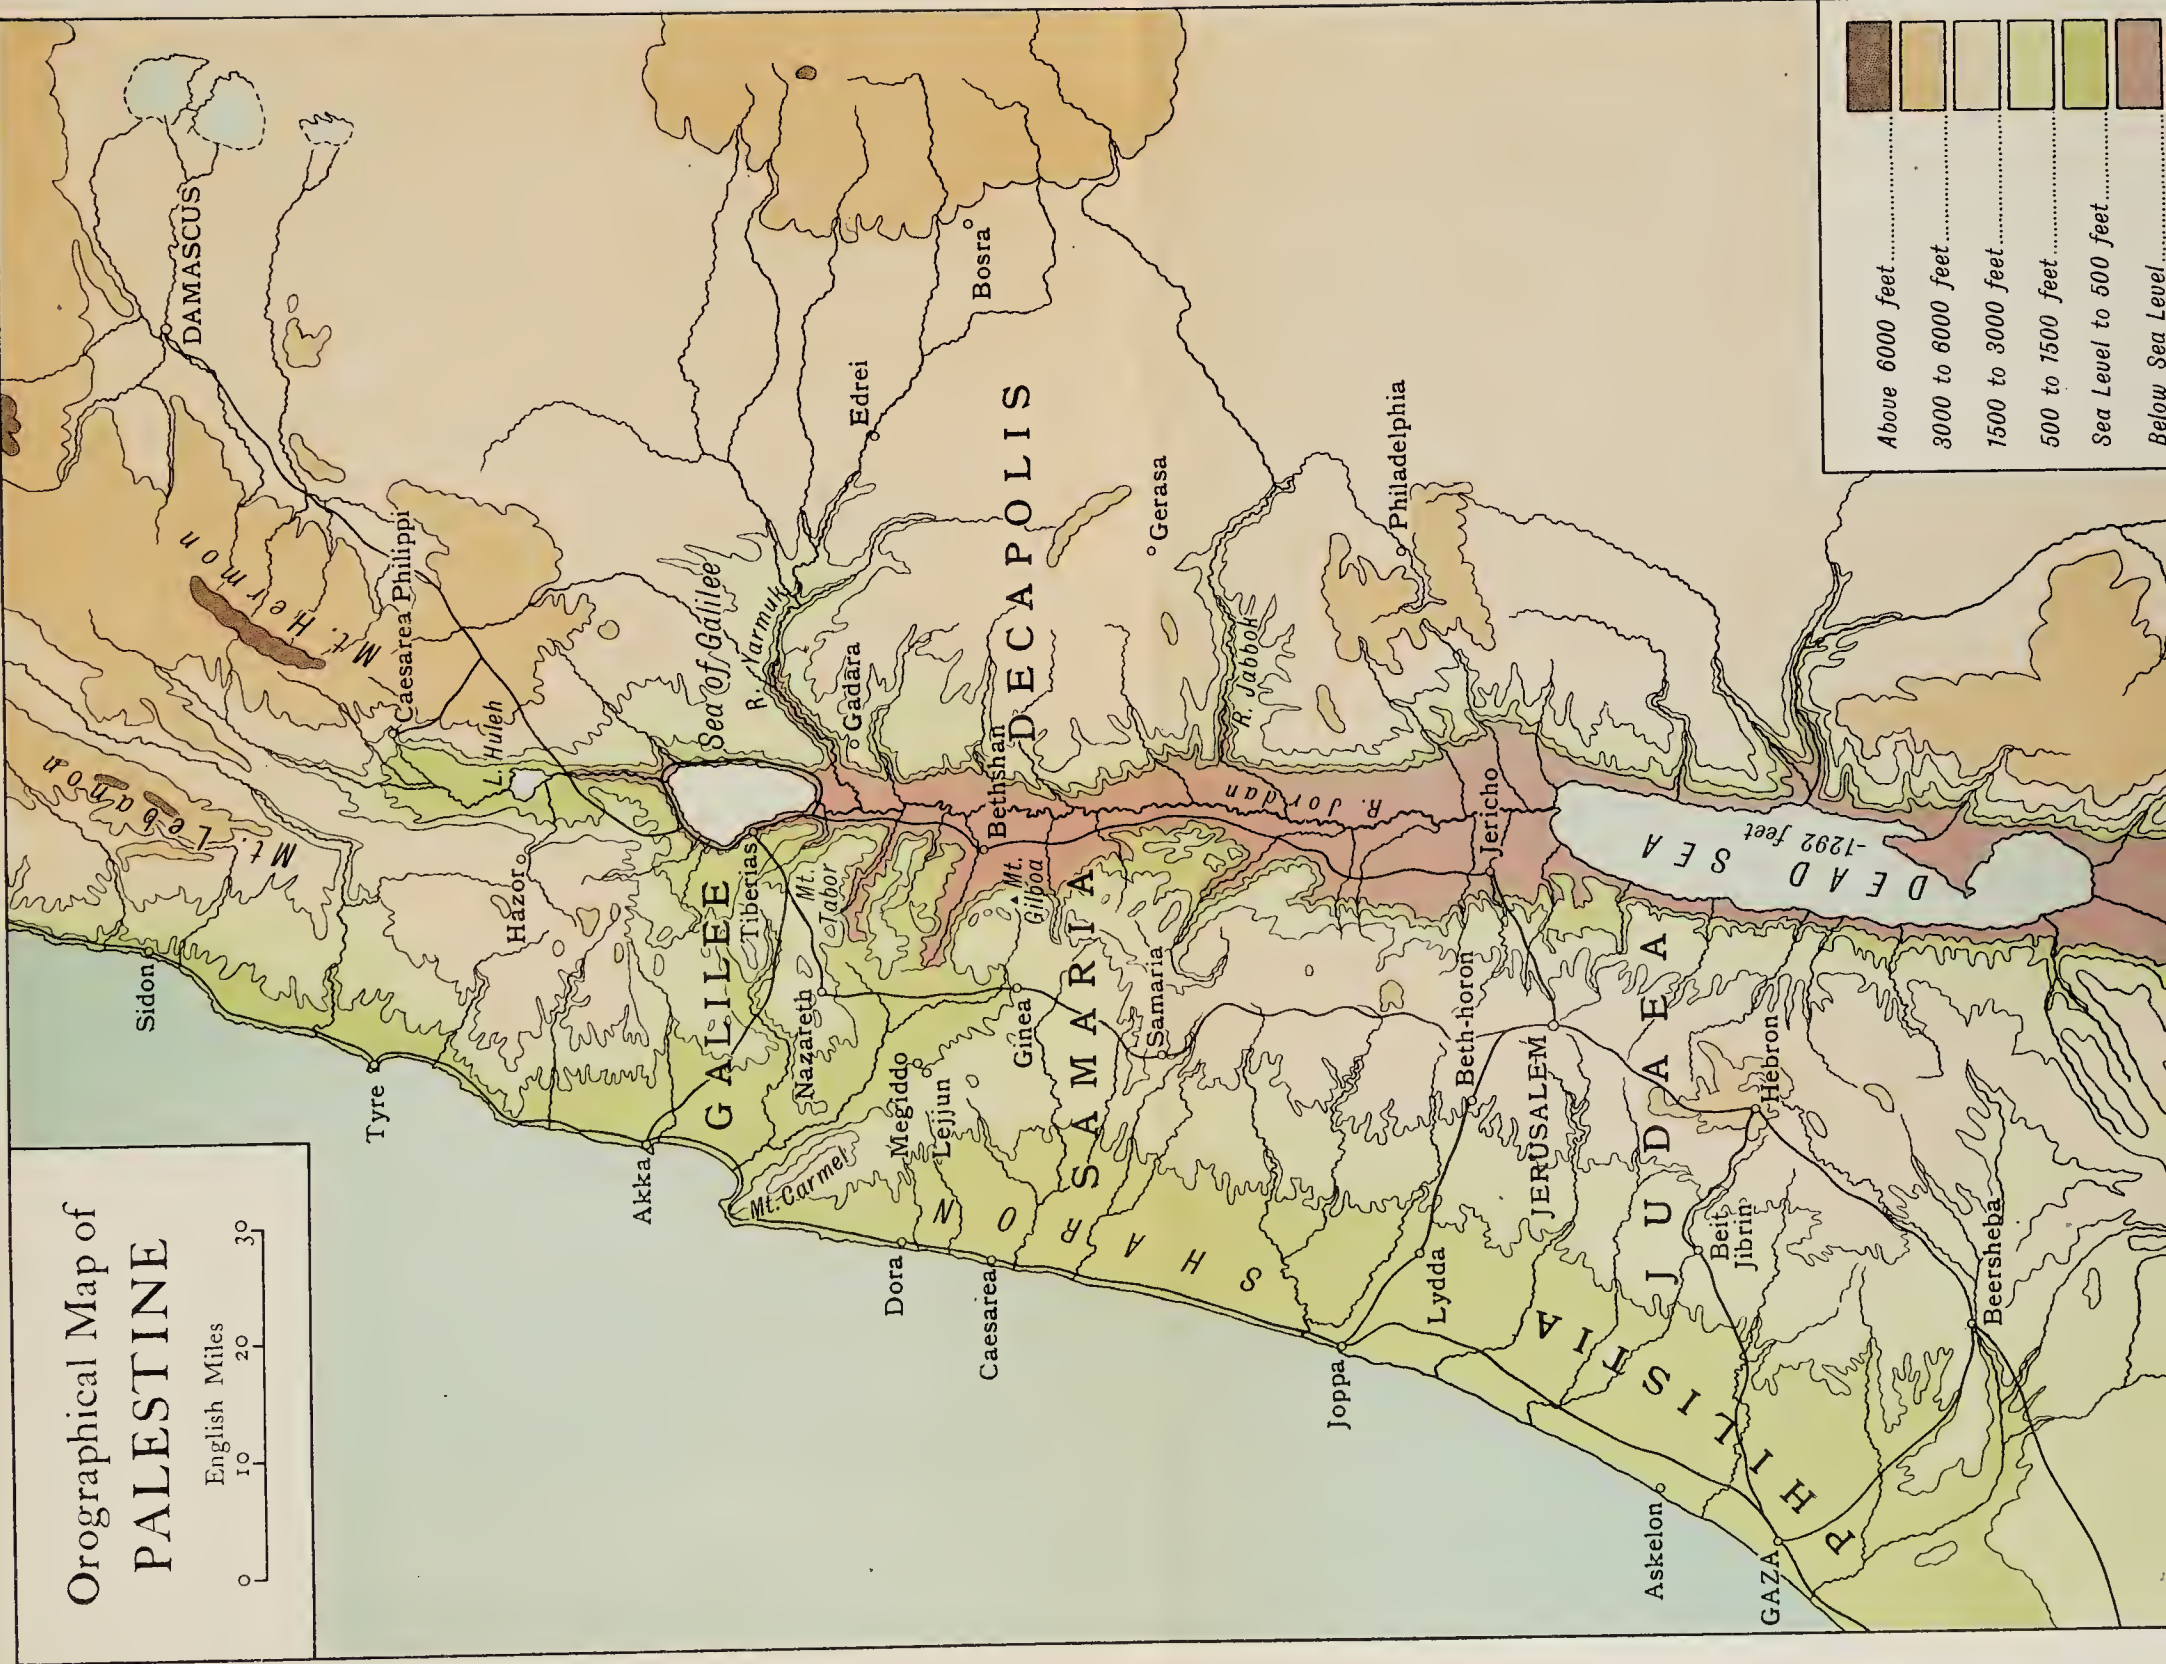 Orographical Map of
PALESTINE
English Miles
0 10 20 30
Above 6000 feet
3000 to 6000 feet
1500 to 3000 feet
500 to 1500 feet
Sea Level to 500 feet
Below Sea Level
DAMASCUS
Mt. Hermon
Mt. Lebanon
Sidon
Tyre
Caesarea Philippi
L. Huleh
Hazor
Akka
GALILEE
Sea of Galilee
Tiberias
R. Yarmuk
Gadara
Edrei
Bosra
Mt.
Tabor
Nazareth
Mt. Carmel
Megiddo
Lejjun
Dora
Caesarea
Ginea
Bethshan
Mt.
Gilboa
DECAPOLIS
SAMARIA
SHARON
Samaria
Gerasa
R. Jabbok
R. Jordan
Philadelphia
Jericho
Beth-horon
Joppa
Lydda
JERUSALEM
JUDAEA
DEAD SEA
-1292 feet
Hebron
Beit
Jibrin
PHILISTIA
Askelon
GAZA
Beersheba